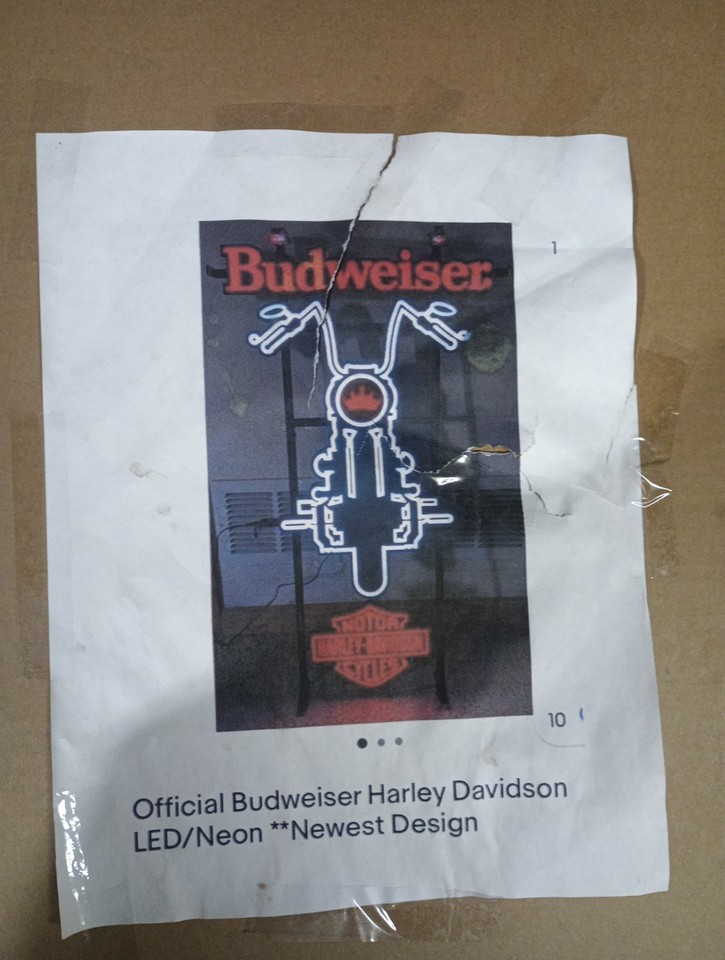 1
Budweiser
MOTOR
HARLEY-DAVIDSON
CYCLES
10
Official Budweiser Harley Davidson
LED/Neon **Newest Design